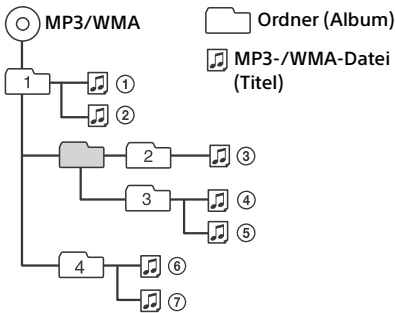 MP3/WMA
Ordner (Album)
MP3-/WMA-Datei
(Titel)
1
①
②
2
③
3
④
⑤
4
⑥
⑦